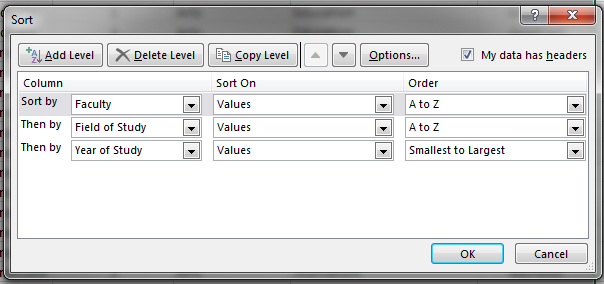 Sort
Add Level Delete Level Copy Level Options... My data has headers
Column Sort On Order
Sort by Faculty Values A to Z
Then by Field of Study Values A to Z
Then by Year of Study Values Smallest to Largest
OK Cancel